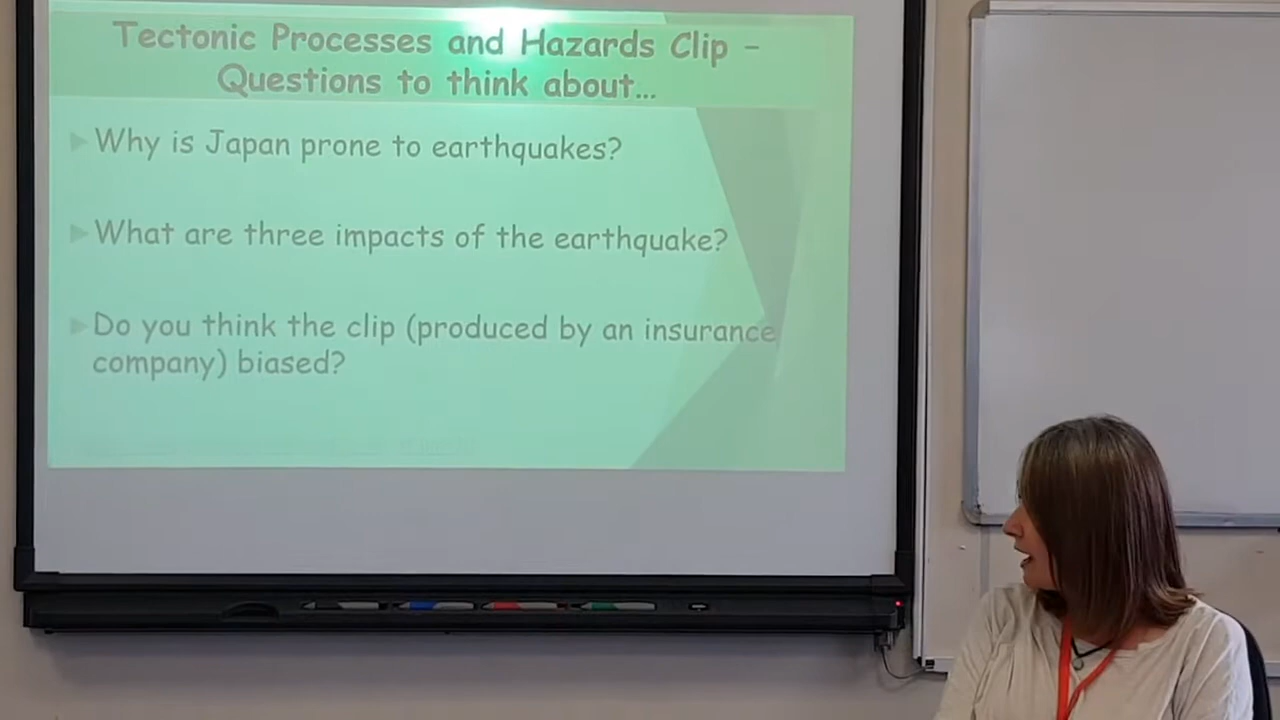 Tectonic Processes and Hazards Clip –
Questions to think about...
Why is Japan prone to earthquakes?
What are three impacts of the earthquake?
Do you think the clip (produced by an insurance
company) biased?